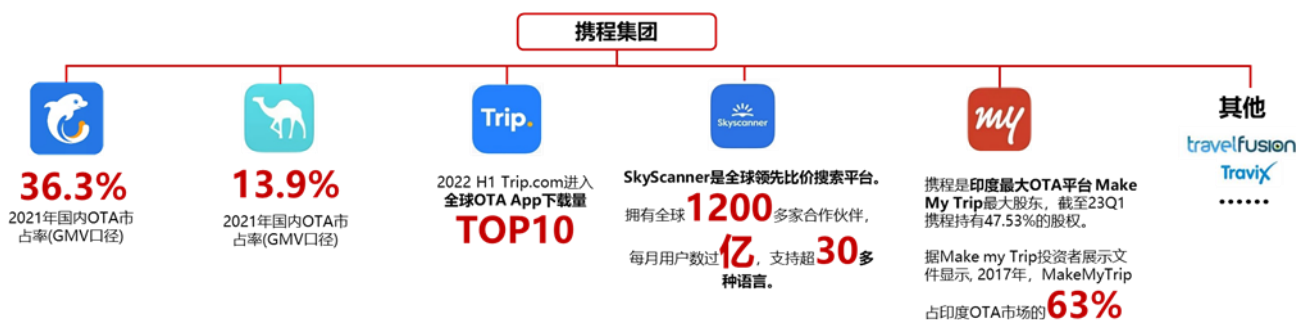 携程集团
36.3%
2021年国内OTA市
占率(GMV口径)
13.9%
2021年国内OTA市
占率(GMV口径)
Trip.
2022 H1 Trip.com进入
全球OTA App下载量
TOP10
Skyscanner
SkyScanner是全球领先比价搜索平台。
拥有全球1200多家合作伙伴，
每月用户数过亿，支持超30多
种语言。
my
携程是印度最大OTA平台 Make
My Trip最大股东，截至23Q1
携程持有47.53%的股权。
据Make my Trip投资者展示文
件显示, 2017年，MakeMyTrip
占印度OTA市场的63%
其他
travelfusion
Travix
······